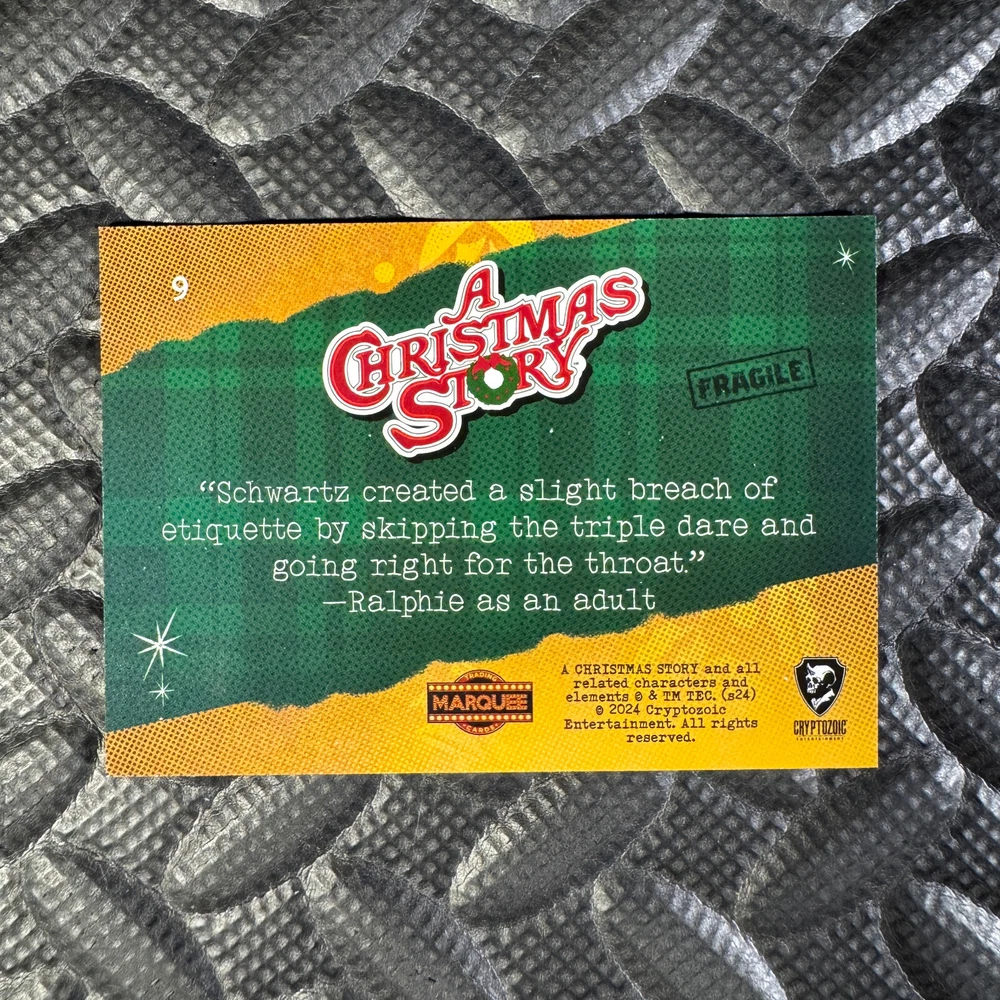 9
A
CHRISTMAS
STORY
FRAGILE
“Schwartz created a slight breach of
etiquette by skipping the triple dare and
going right for the throat.”
—Ralphie as an adult
TRADING
MARQUEE
CARDS
A CHRISTMAS STORY and all
related characters and
elements © & TM TEC. (s24)
© 2024 Cryptozoic
Entertainment. All rights
reserved.
CRYPTOZOIC
ENTERTAINMENT